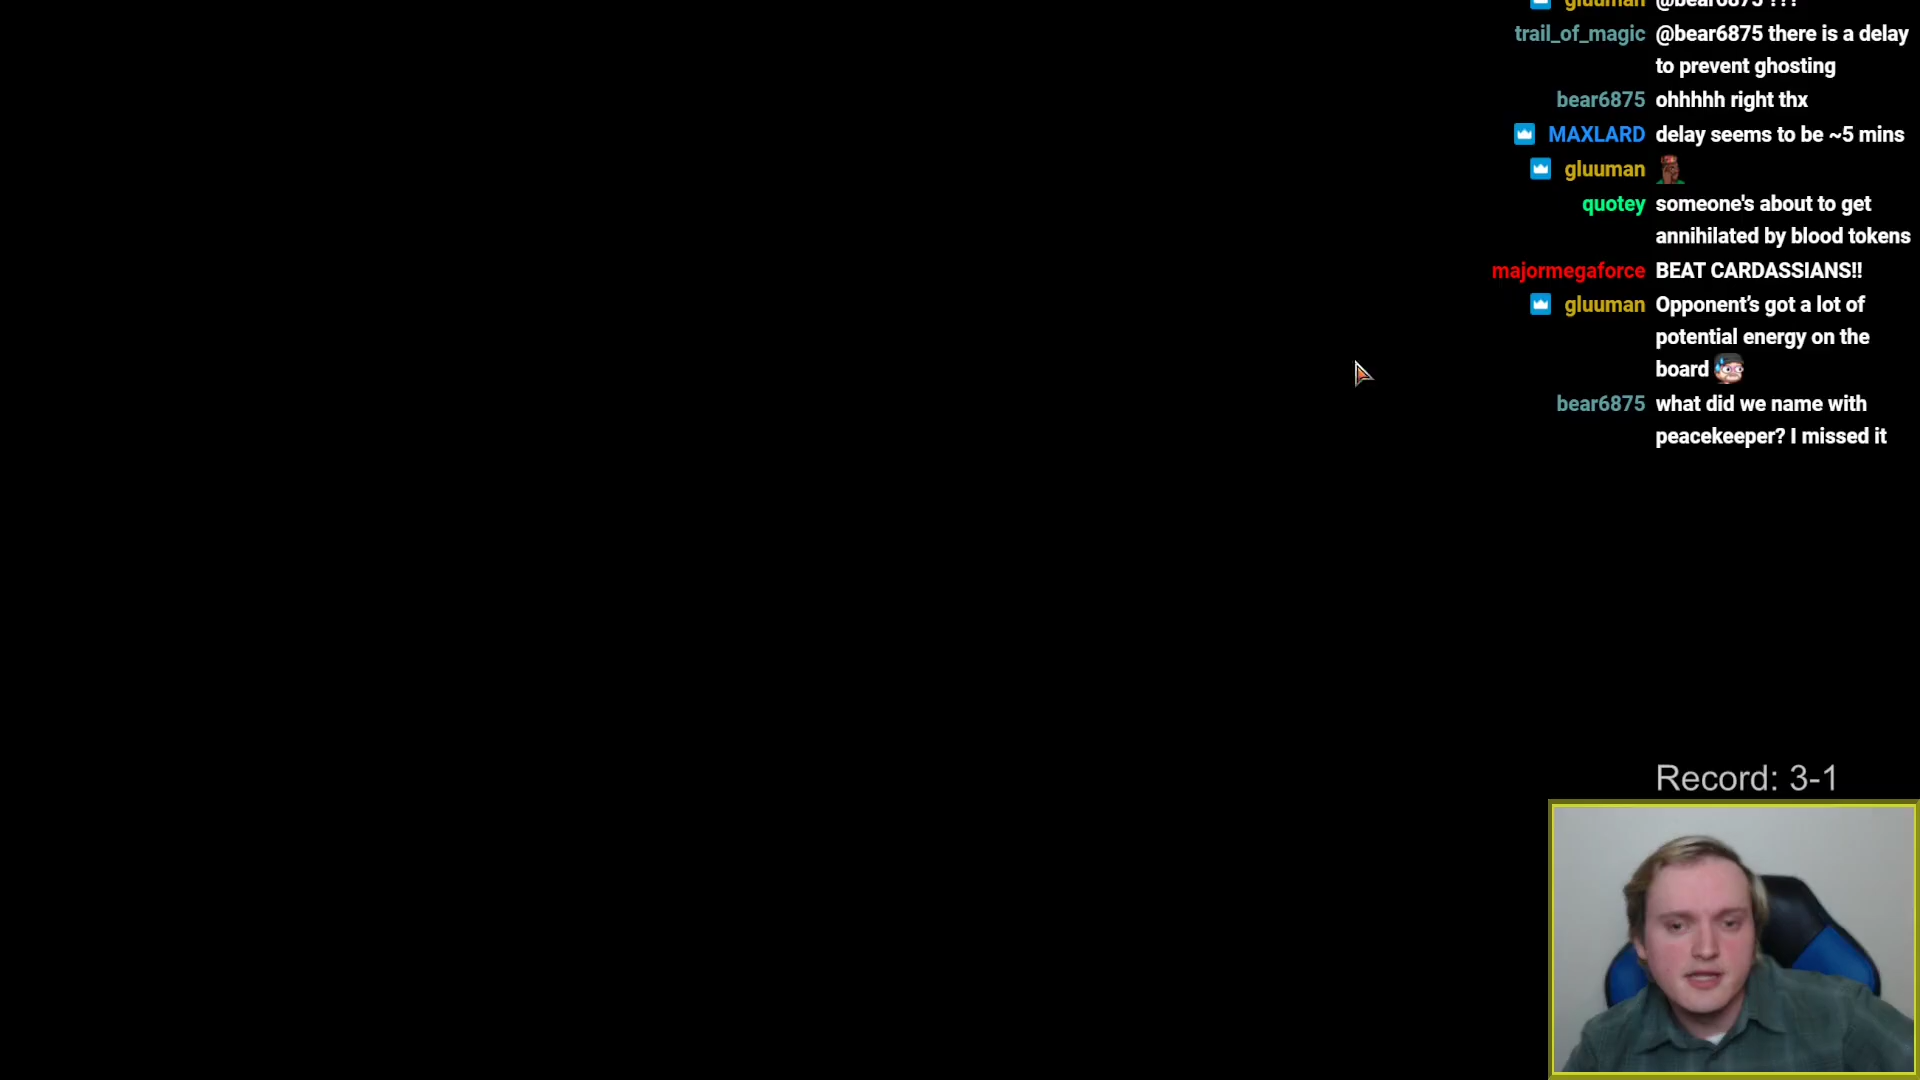 gluuman @bear6875 ???
trail_of_magic @bear6875 there is a delay
to prevent ghosting
bear6875 ohhhhh right thx
MAXLARD delay seems to be ~5 mins
gluuman
quotey someone's about to get
annihilated by blood tokens
majormegaforce BEAT CARDASSIANS!!
gluuman Opponent’s got a lot of
potential energy on the
board
bear6875 what did we name with
peacekeeper? I missed it
Record: 3-1